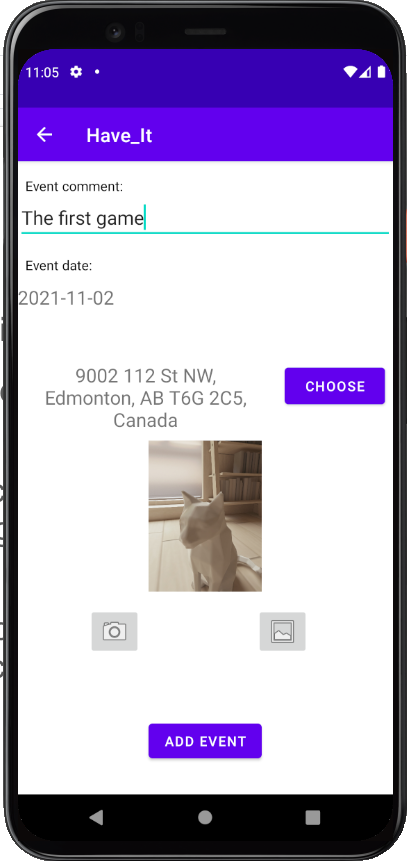 11:05
Have_It
Event comment:
The first game
Event date:
2021-11-02
9002 112 St NW,
Edmonton, AB T6G 2C5,
Canada
CHOOSE
ADD EVENT